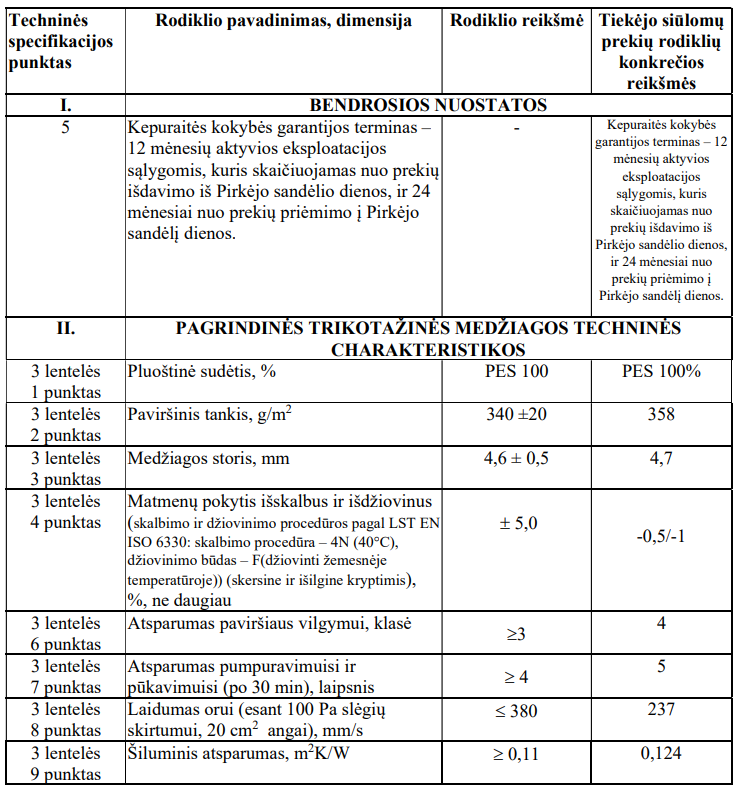 Techninės specifikacijos punktas
Rodiklio pavadinimas, dimensija
Rodiklio reikšmė
Tiekėjo siūlomų prekių rodiklių konkrečios reikšmės
I.
BENDROSIOS NUOSTATOS
5
Kepuraitės kokybės garantijos terminas –
12 mėnesių aktyvios eksploatacijos
sąlygomis, kuris skaičiuojamas nuo prekių
išdavimo iš Pirkėjo sandėlio dienos, ir 24
mėnesiai nuo prekių priėmimo į Pirkėjo
sandėlį dienos.
-
Kepuraitės kokybės
garantijos terminas – 12
mėnesių aktyvios
eksploatacijos
sąlygomis, kuris
skaičiuojamas nuo
prekių išdavimo iš
Pirkėjo sandėlio dienos,
ir 24 mėnesiai nuo
prekių priėmimo į
Pirkėjo sandėlį dienos.
II.
PAGRINDINĖS TRIKOTAŽINĖS MEDŽIAGOS TECHNINĖS
CHARAKTERISTIKOS
3 lentelės
1 punktas
Pluoštinė sudėtis, %
PES 100
PES 100%
3 lentelės
2 punktas
Paviršinis tankis, g/m²
340 ±20
358
3 lentelės
3 punktas
Medžiagos storis, mm
4,6 ± 0,5
4,7
3 lentelės
4 punktas
Matmenų pokytis išskalbus ir išdžiovinus
(skalbimo ir džiovinimo procedūros pagal LST EN
ISO 6330: skalbimo procedūra – 4N (40°C),
džiovinimo būdas – F(džiovinti žemesnėje
temperatūroje)) (skersine ir išilgine kryptimis),
%, ne daugiau
± 5,0
-0,5/-1
3 lentelės
6 punktas
Atsparumas paviršiaus vilgymui, klasė
≥3
4
3 lentelės
7 punktas
Atsparumas pumpuravimuisi ir
pūkavimuisi (po 30 min), laipsnis
≥ 4
5
3 lentelės
8 punktas
Laidumas orui (esant 100 Pa slėgių
skirtumui, 20 cm² angai), mm/s
≤ 380
237
3 lentelės
9 punktas
Šiluminis atsparumas, m²K/W
≥ 0,11
0,124